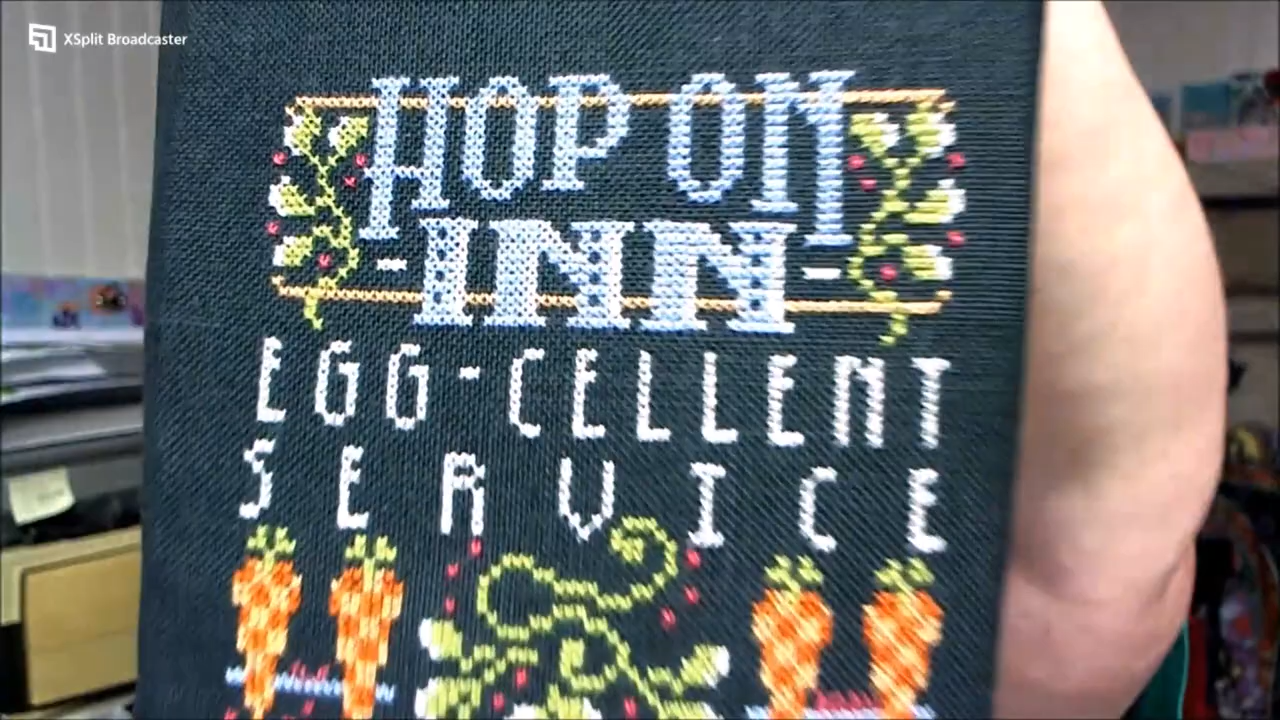 XSplit Broadcaster
HOP ON
-INN-
EGG-CELLENT
SERVICE